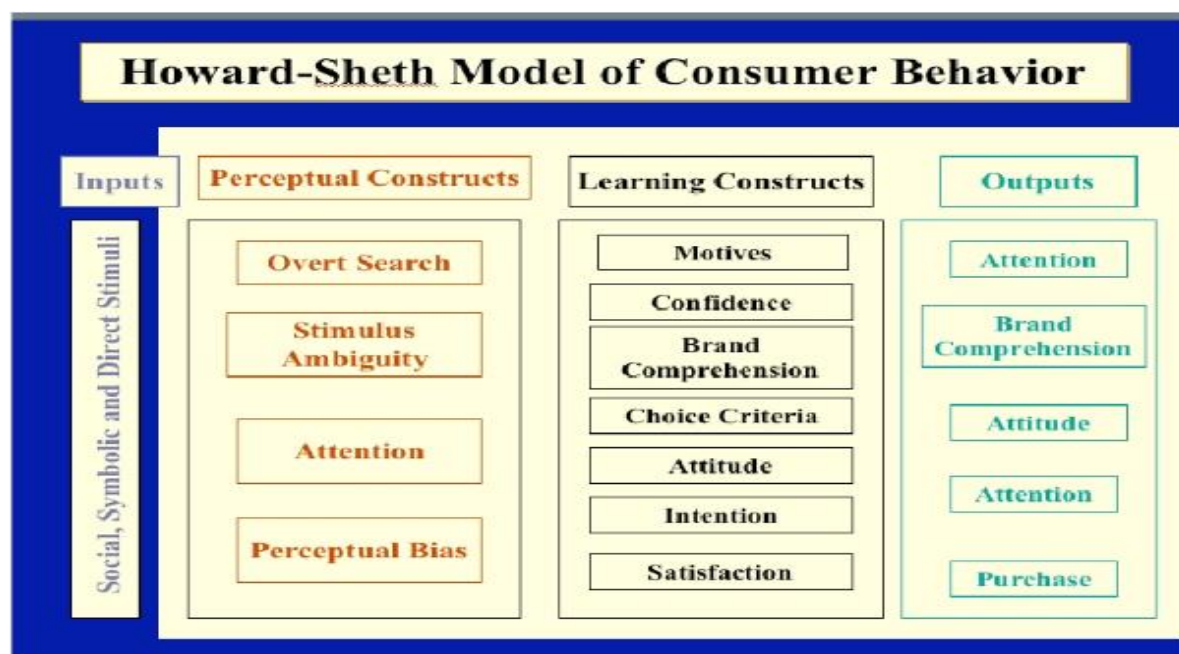 Howard-Sheth Model of Consumer Behavior
Inputs
Social, Symbolic and Direct Stimuli
Perceptual Constructs
Overt Search
Stimulus
Ambiguity
Attention
Perceptual Bias
Learning Constructs
Motives
Confidence
Brand
Comprehension
Choice Criteria
Attitude
Intention
Satisfaction
Outputs
Attention
Brand
Comprehension
Attitude
Attention
Purchase